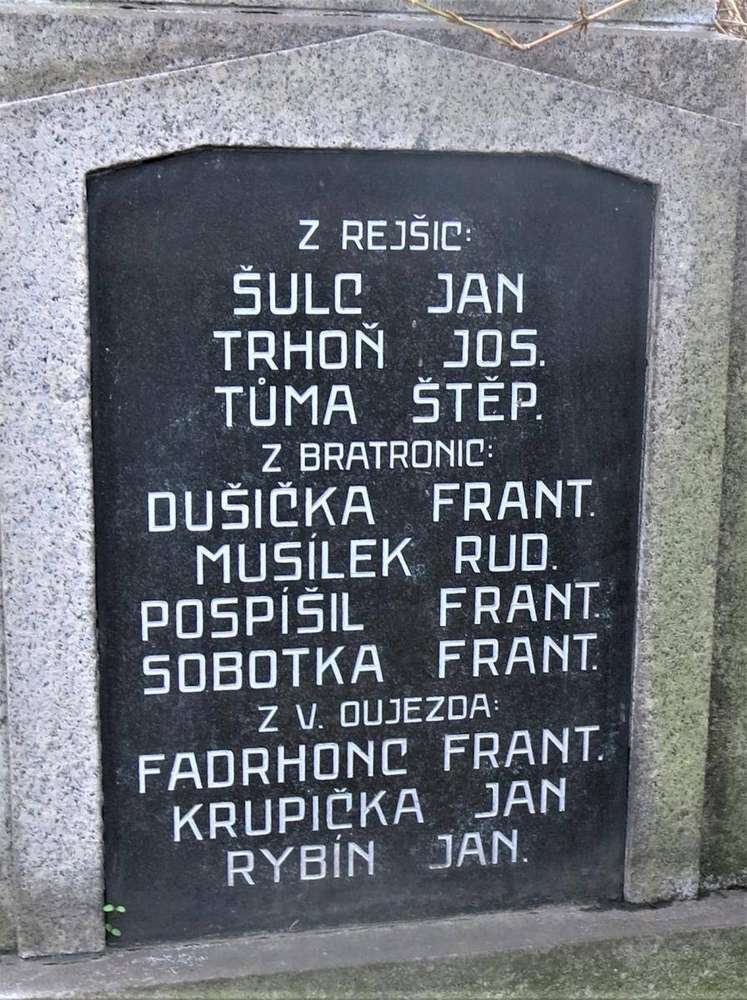 Z REJŠIC:
ŠULC JAN
TRHOŇ JOS.
TŮMA ŠTĚP.
Z BRATRONIC:
DUŠIČKA FRANT.
MUSÍLEK RUD.
POSPÍŠIL FRANT.
SOBOTKA FRANT.
Z V. OUJEZDA:
FADRHONC FRANT.
KRUPIČKA JAN
RYBÍN JAN.